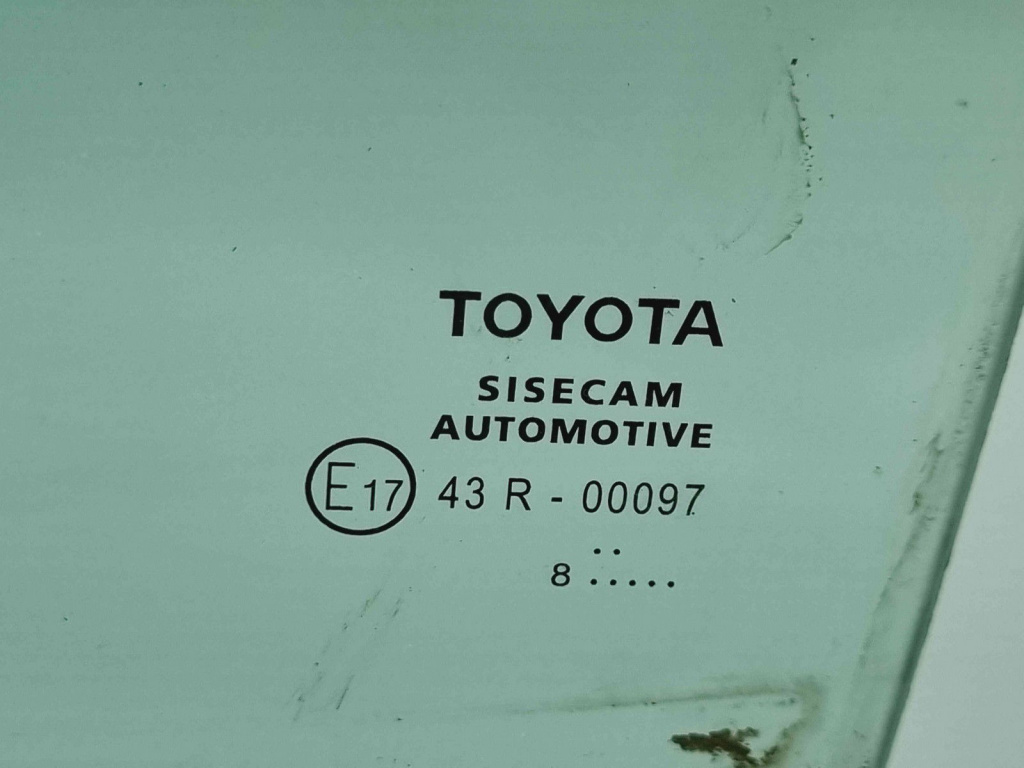 TOYOTA
SISECAM
AUTOMOTIVE
E17 43 R - 00097
..
8 .....